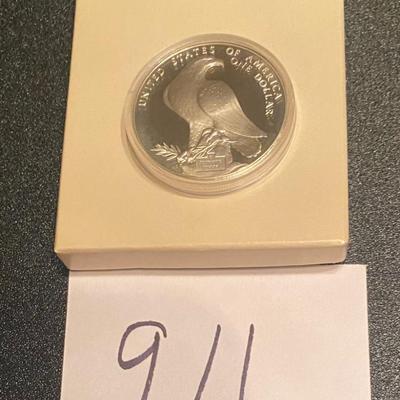 UNITED STATES OF AMERICA
ONE DOLLAR
911